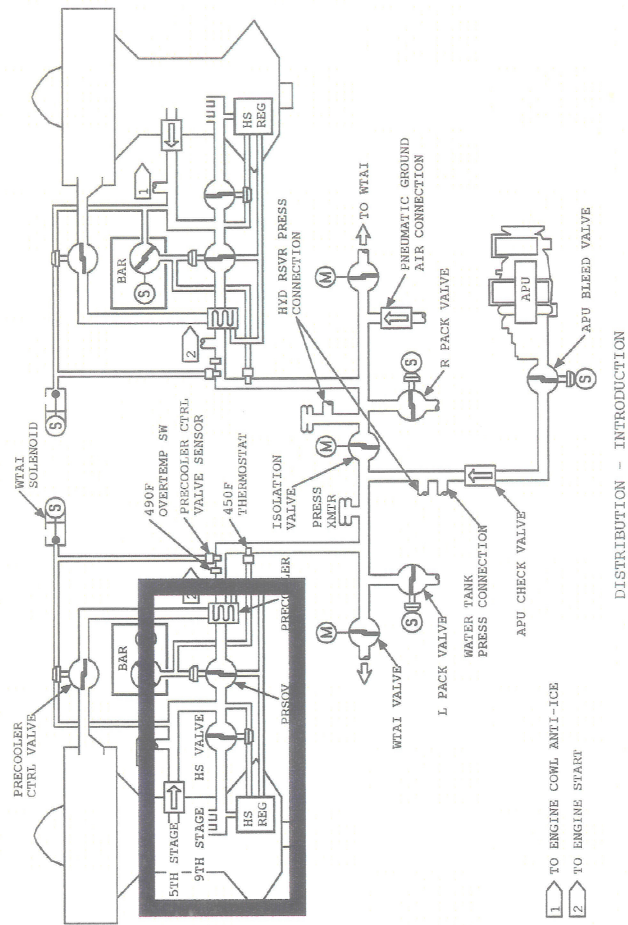 PRECOOLER
CTRL VALVE
WTAI
SOLENOID
S
S
BAR
BAR
S
490F
OVERTEMP SW
PRECOOLER CTRL
VALVE SENSOR
450F
THERMOSTAT
5TH STAGE
9TH STAGE
HS VALVE
HS
REG
PRSOV
PRECOOLER
2
2
1
HS
REG
HYD RSVR PRESS
CONNECTION
ISOLATION
VALVE
PRESS
XMTR
M
M
M
TO WTAI
WTAI VALVE
L PACK VALVE
S
WATER TANK
PRESS CONNECTION
APU CHECK VALVE
S
R PACK VALVE
PNEUMATIC GROUND
AIR CONNECTION
APU
S
APU BLEED VALVE
1 TO ENGINE COWL ANTI-ICE
2 TO ENGINE START
DISTRIBUTION - INTRODUCTION